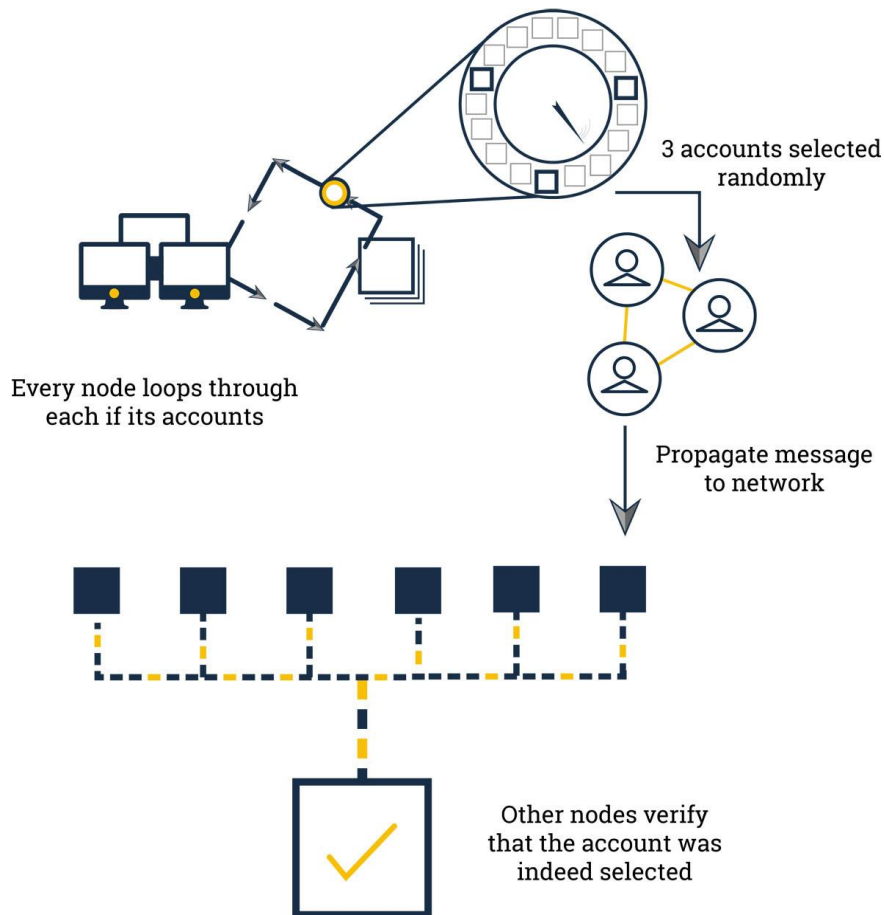 3 accounts selected
randomly
Every node loops through
each if its accounts
Propagate message
to network
Other nodes verify
that the account was
indeed selected